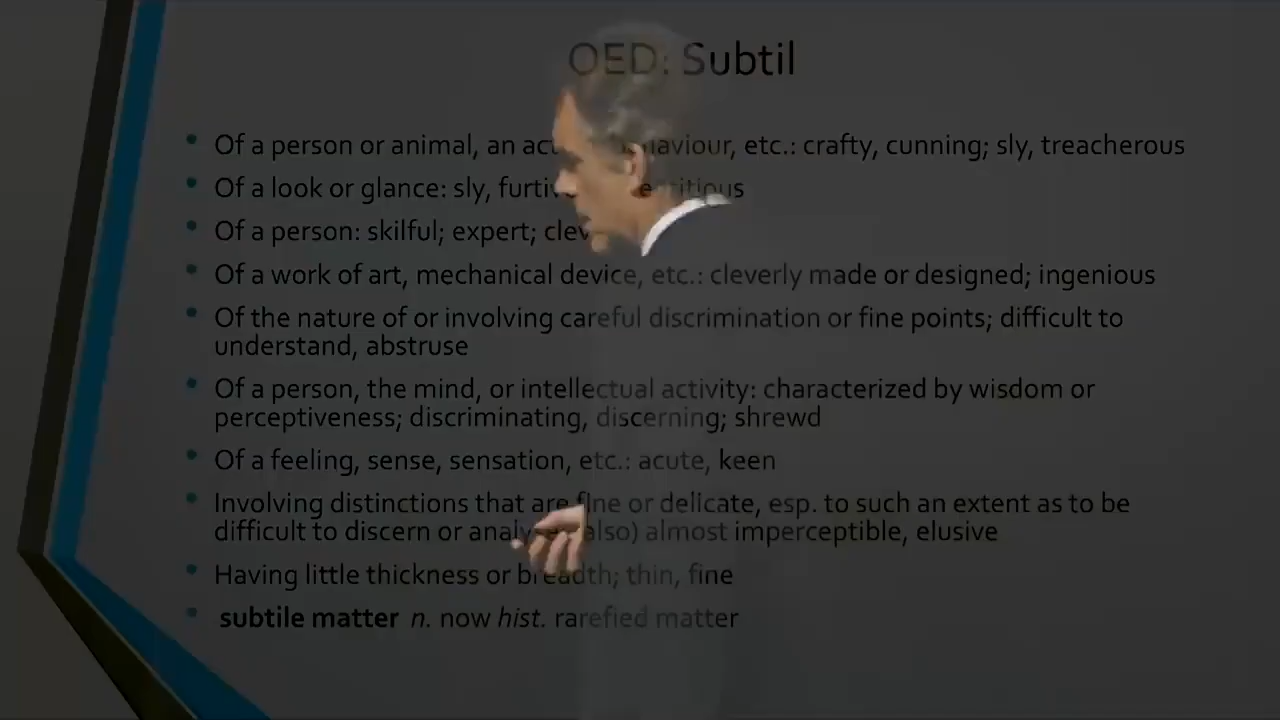 OED: Subtil
Of a person or animal, an act, behaviour, etc.: crafty, cunning; sly, treacherous
Of a look or glance: sly, furtive,
Of a person: skilful; expert; clever
Of a work of art, mechanical device, etc.: cleverly made or designed; ingenious
Of the nature of or involving careful discrimination or fine points; difficult to
understand, abstruse
Of a person, the mind, or intellectual activity: characterized by wisdom or
perceptiveness; discriminating, discerning; shrewd
Of a feeling, sense, sensation, etc.: acute, keen
Involving distinctions that are fine or delicate, esp. to such an extent as to be
difficult to discern or analyse; (also) almost imperceptible, elusive
Having little thickness or breadth; thin, fine
subtile matter n. now hist. rarefied matter